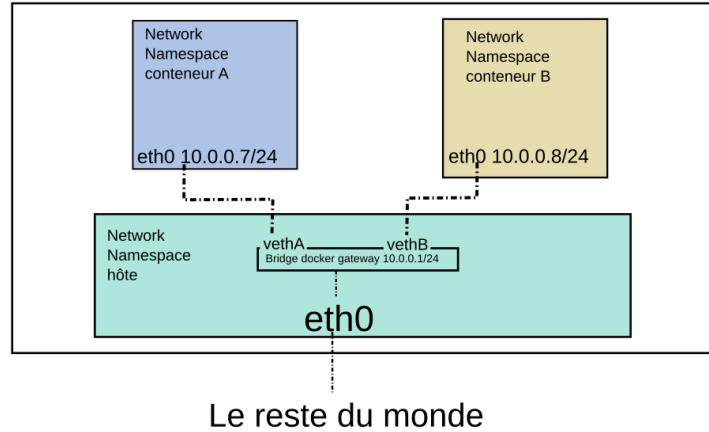 Network
Namespace
conteneur A
eth0 10.0.0.7/24
Network
Namespace
conteneur B
eth0 10.0.0.8/24
Network
Namespace
hôte
vethA
vethB
Bridge docker gateway 10.0.0.1/24
eth0
Le reste du monde